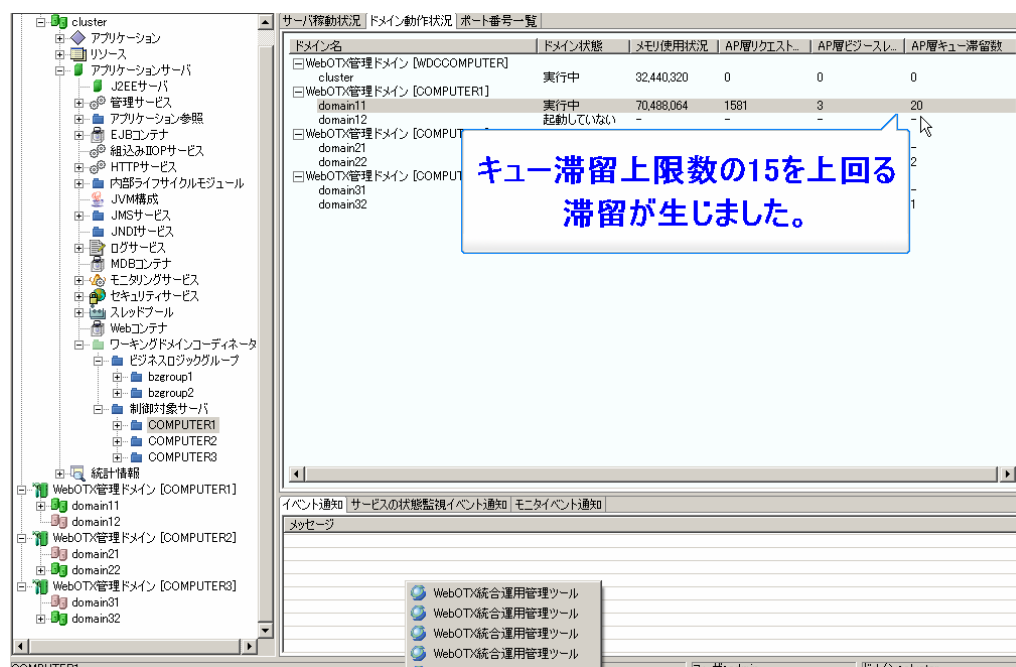 cluster
アプリケーション
リソース
アプリケーションサーバ
J2EEサーバ
管理サービス
アプリケーション参照
EJBコンテナ
組込みIIOPサービス
HTTPサービス
内部ライフサイクルモジュール
JVM構成
JMSサービス
JNDIサービス
ログサービス
MDBコンテナ
モニタリングサービス
セキュリティサービス
スレッドプール
Webコンテナ
ワーキングドメインコーディネータ
ビジネスロジックグループ
bzgroup1
bzgroup2
制御対象サーバ
COMPUTER1
COMPUTER2
COMPUTER3
統計情報
WebOTX管理ドメイン [COMPUTER1]
domain11
domain12
WebOTX管理ドメイン [COMPUTER2]
domain21
domain22
WebOTX管理ドメイン [COMPUTER3]
domain31
domain32
サーバ稼動状況 ドメイン動作状況 ポート番号一覧
ドメイン名 ドメイン状態 メモリ使用状況 AP層リクエスト... AP層ビジースレ... AP層キュー滞留数
WebOTX管理ドメイン [WDCCOMPUTER]
cluster 実行中 32,440,320 0 0 0
WebOTX管理ドメイン [COMPUTER1]
domain11 実行中 70,488,064 1581 3 20
domain12 起動していない - - - -
WebOTX管理ドメイン [COMPUT
domain21 -
domain22 2
WebOTX管理ドメイン [COMPUT
domain31 -
domain32 1
キュー滞留上限数の15を上回る
滞留が生じました。
イベント通知 サービスの状態監視イベント通知 モニタイベント通知
メッセージ
WebOTX統合運用管理ツール
WebOTX統合運用管理ツール
WebOTX統合運用管理ツール
WebOTX統合運用管理ツール
COMPUTER1